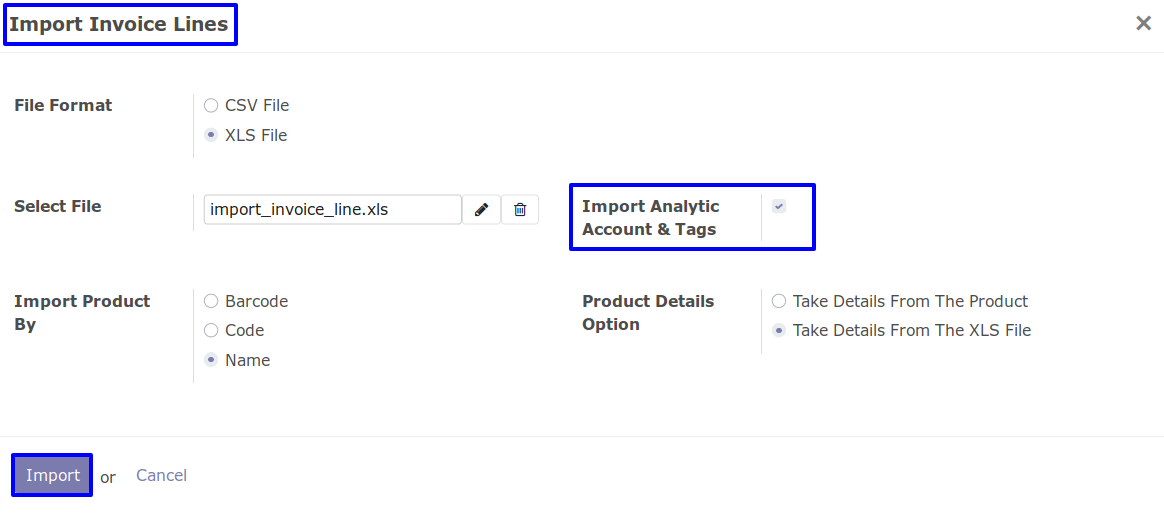 Import Invoice Lines
File Format
CSV File
XLS File
Select File
import_invoice_line.xls
Import Analytic
Account & Tags
Import Product
By
Barcode
Code
Name
Product Details
Option
Take Details From The Product
Take Details From The XLS File
Import or Cancel